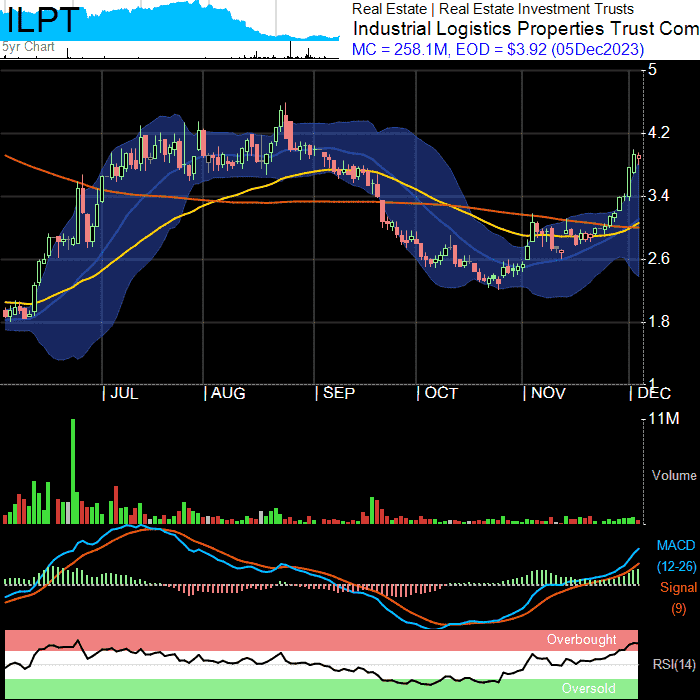 ILPT
5yr Chart
Real Estate | Real Estate Investment Trusts
Industrial Logistics Properties Trust Com
MC = 258.1M, EOD = $3.92 (05Dec2023)
5
4.2
3.4
2.6
1.8
1
JUL AUG SEP OCT NOV DEC
11M
Volume
MACD
(12-26)
Signal
(9)
Overbought
RSI(14)
Oversold